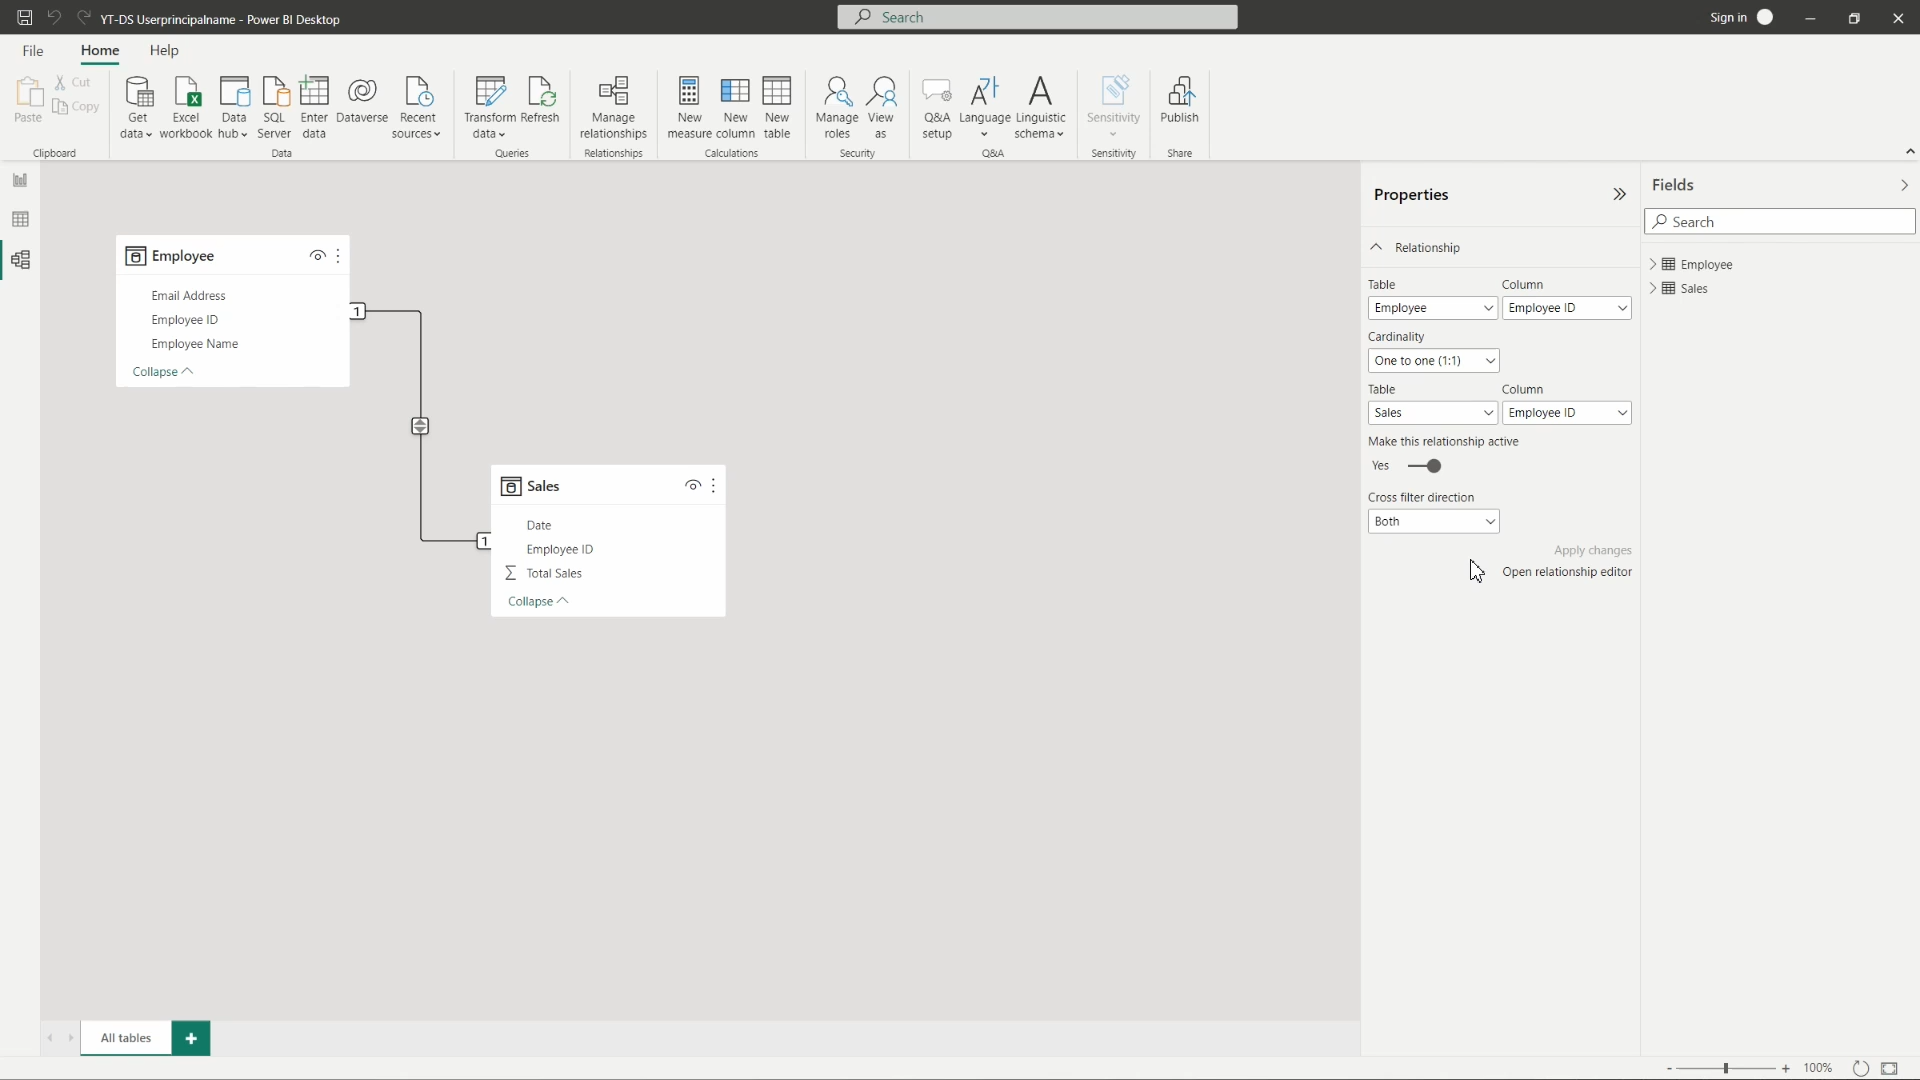 YT-DS Userprincipalname - Power BI Desktop
Search
Sign in
File
Home
Help
Paste
Cut
Copy
Clipboard
Get data
Excel workbook
Data hub
SQL Server
Enter data
Dataverse
Recent sources
Data
Transform data
Refresh
Queries
Manage relationships
Relationships
New measure
New column
New table
Calculations
Manage roles
View as
Security
Q&A setup
Language
Linguistic schema
Q&A
Sensitivity
Sensitivity
Publish
Share
Employee
Email Address
Employee ID
Employee Name
Collapse
1
1
Sales
Date
Employee ID
Σ Total Sales
Collapse
Properties
Relationship
Table Column
Employee Employee ID
Cardinality
One to one (1:1)
Table Column
Sales Employee ID
Make this relationship active
Yes
Cross filter direction
Both
Apply changes
Open relationship editor
Fields
Search
Employee
Sales
All tables
+
- + 100%